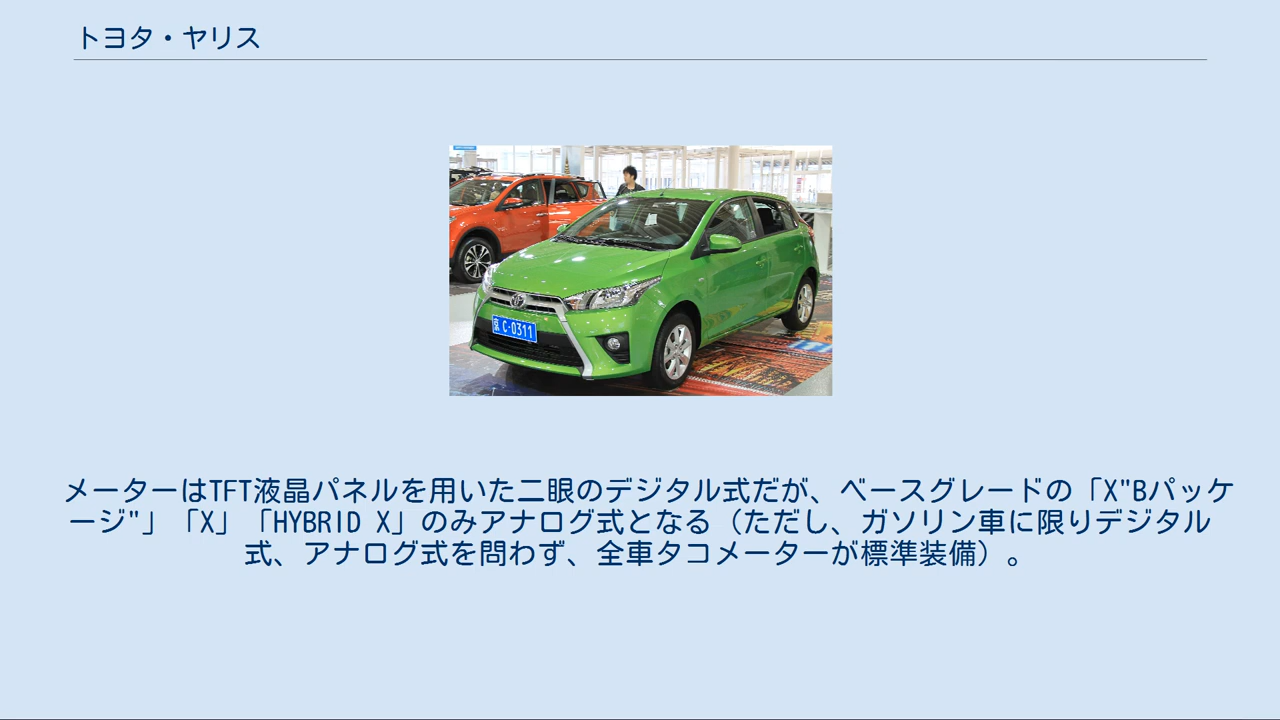 トヨタ・ヤリス
京C·0311
メーターはTFT液晶パネルを用いた二眼のデジタル式だが、ベースグレードの「X"Bパッケ
ージ"」「X」「HYBRID X」のみアナログ式となる（ただし、ガソリン車に限りデジタル
式、アナログ式を問わず、全車タコメーターが標準装備）。